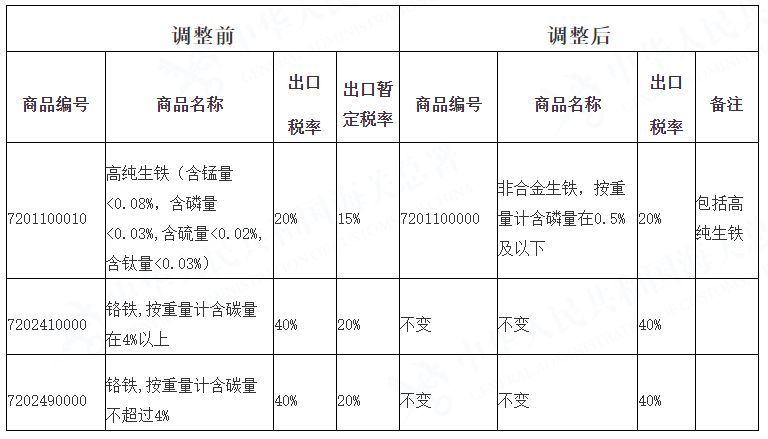 调整前 调整后
商品编号 商品名称 出口 税率 出口暂 定税率 商品编号 商品名称 出口 税率 备注
7201100010
高纯生铁（含锰量
<0.08%，含磷量
<0.03%,含硫量<0.02%,
含钛量<0.03%）
20%
15%
7201100000
非合金生铁，按重
量计含磷量在0.5%
及以下
20%
包括高
纯生铁
7202410000
铬铁,按重量计含碳量
在4%以上
40%
20%
不变
不变
40%
7202490000
铬铁,按重量计含碳量
不超过4%
40%
20%
不变
不变
40%